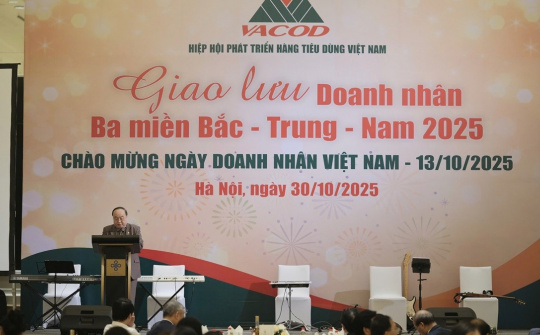 VACOD
HIỆP HỘI PHÁT TRIỂN HÀNG TIÊU DÙNG VIỆT NAM
Giao lưu Doanh nhân
Ba miền Bắc - Trung - Nam 2025
CHÀO MỪNG NGÀY DOANH NHÂN VIỆT NAM - 13/10/2025
Hà Nội, ngày 30/10/2025